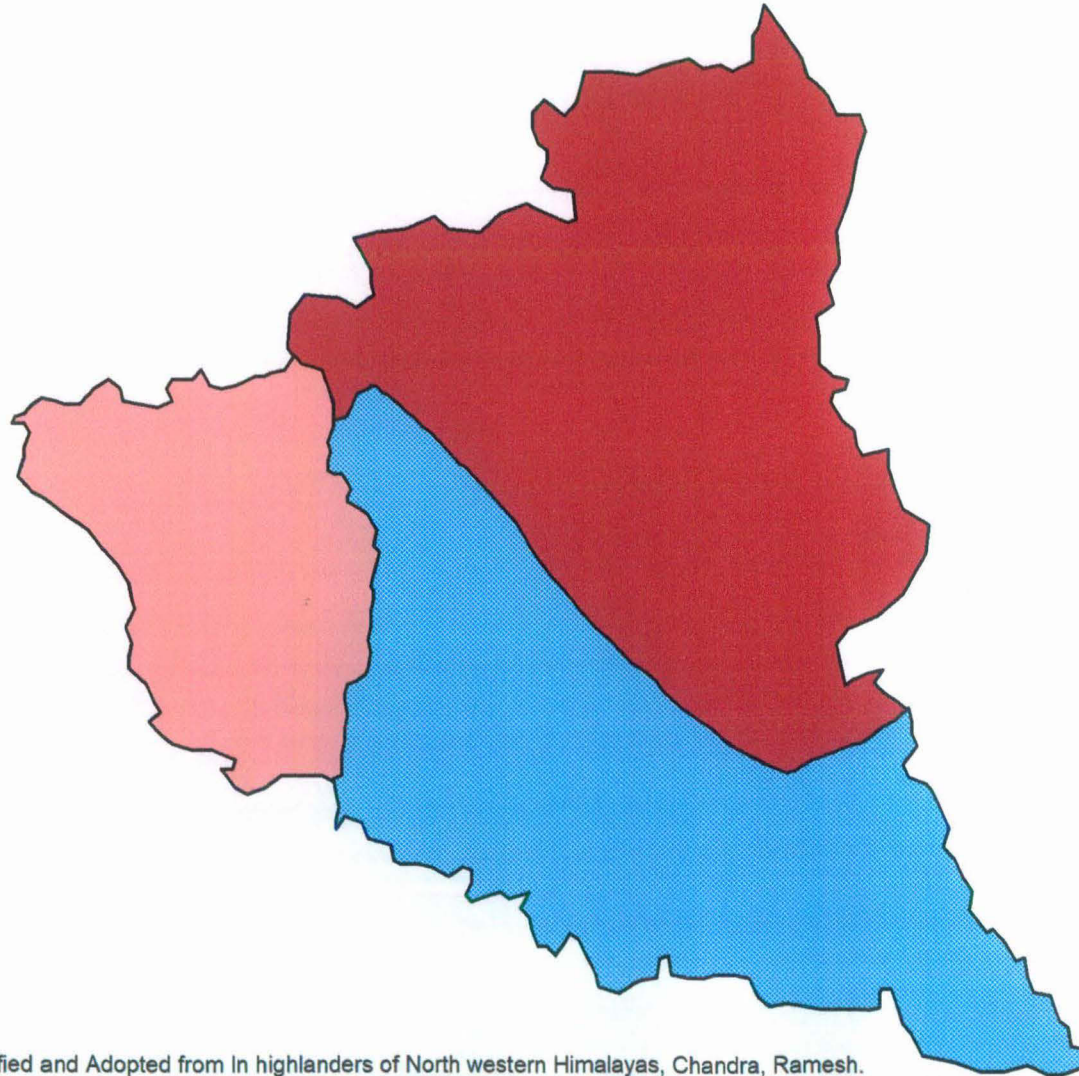 fied and Adopted from In highlanders of North western Himalayas, Chandra, Ramesh.